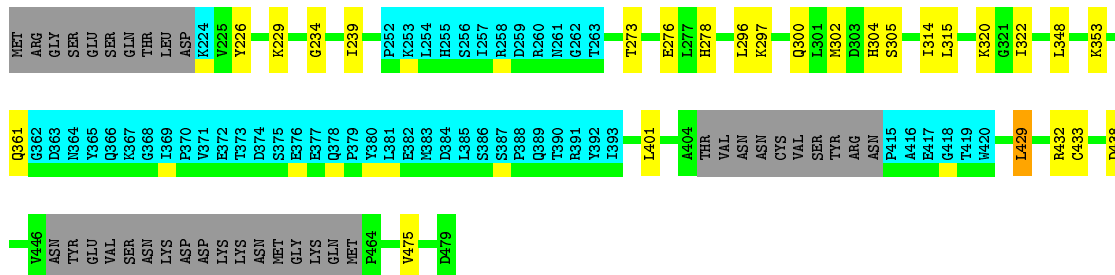 MET ARG GLY SER GLU SER GLN THR LEU ASP K224 V225 Y226 K229 G234 I239 P252 K253 L254 H255 S256 I257 R258 D259 R260 N261 G262 T263 T273 E276 L277 H278 L296 K297 Q300 L301 M302 D303 H304 S305 I314 L315 K320 G321 I322 L348 K353
Q361 G362 D363 N364 Y365 Q366 K367 G368 I369 P370 V371 E372 T373 D374 S375 E376 E377 Q378 P379 Y380 L381 E382 M383 D384 L385 S386 S387 P388 Q389 T390 R391 Y392 I393 L401 A404 THR VAL ASN ASN CYS VAL SER TYR ARG ASN P415 A416 E417 G418 T419 W420 L429 R432 C433 D438
V446 ASN TYR GLU VAL SER ASN LYS ASP ASP LYS LYS ASN MET GLY LYS GLN MET P464 V475 D479